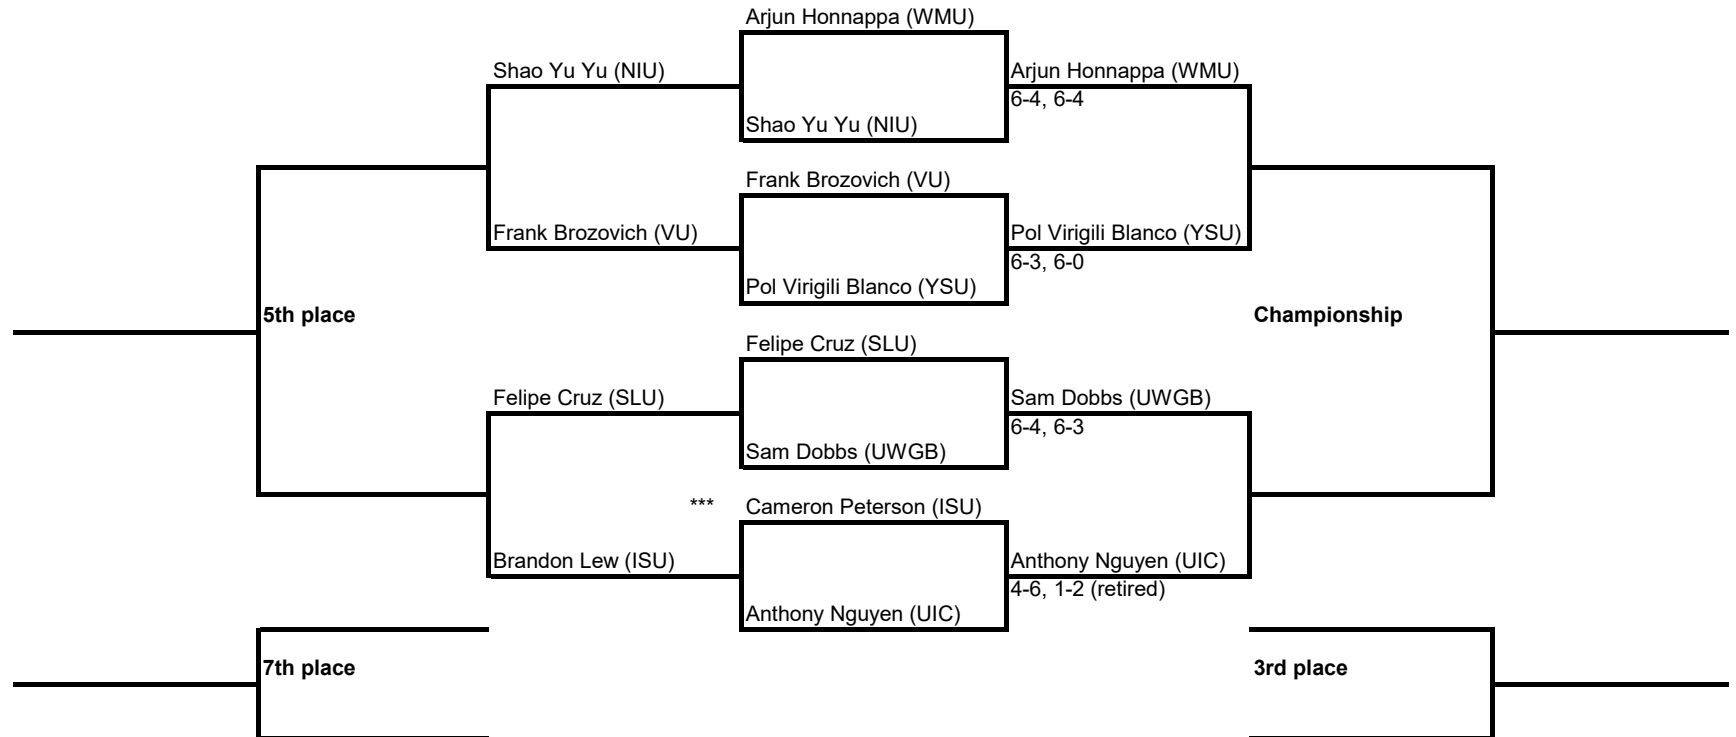 Arjun Honnappa (WMU)
Shao Yu Yu (NIU)
Arjun Honnappa (WMU)
6-4, 6-4
Shao Yu Yu (NIU)
Frank Brozovich (VU)
Frank Brozovich (VU)
Pol Virigili Blanco (YSU)
6-3, 6-0
Pol Virigili Blanco (YSU)
5th place
Championship
Felipe Cruz (SLU)
Felipe Cruz (SLU)
Sam Dobbs (UWGB)
6-4, 6-3
Sam Dobbs (UWGB)
*** Cameron Peterson (ISU)
Brandon Lew (ISU)
Anthony Nguyen (UIC)
4-6, 1-2 (retired)
Anthony Nguyen (UIC)
7th place
3rd place